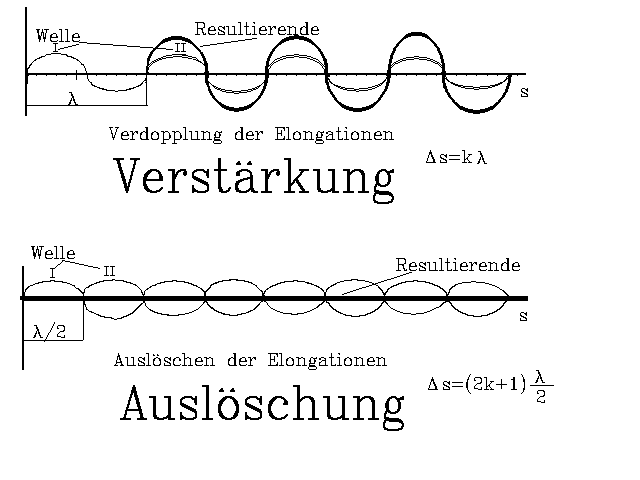 Welle
I
II
Resultierende
λ
s
Verdopplung der Elongationen
Verstärkung
Δs=kλ
Welle
I
II
Resultierende
s
λ/2
Auslöschen der Elongationen
Auslöschung
Δs=(2k+1) λ/2